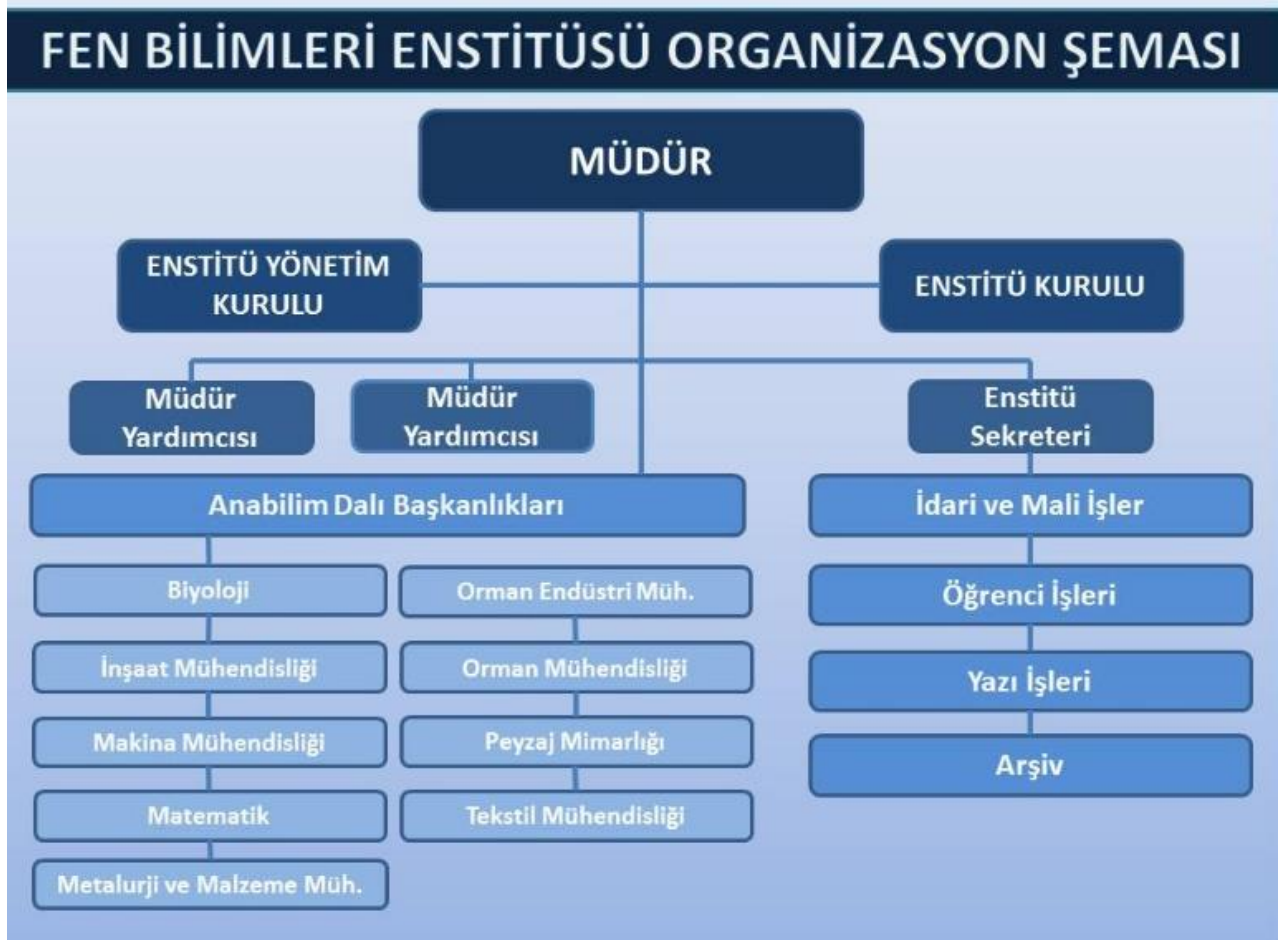 FEN BİLİMLERİ ENSTİTÜSÜ ORGANİZASYON ŞEMASI
MÜDÜR
ENSTİTÜ YÖNETİM
KURULU
ENSTİTÜ KURULU
Müdür
Yardımcısı
Müdür
Yardımcısı
Enstitü
Sekreteri
Anabilim Dalı Başkanlıkları
Biyoloji
İnşaat Mühendisliği
Makina Mühendisliği
Matematik
Metalurji ve Malzeme Müh.
Orman Endüstri Müh.
Orman Mühendisliği
Peyzaj Mimarlığı
Tekstil Mühendisliği
İdari ve Mali İşler
Öğrenci İşleri
Yazı İşleri
Arşiv